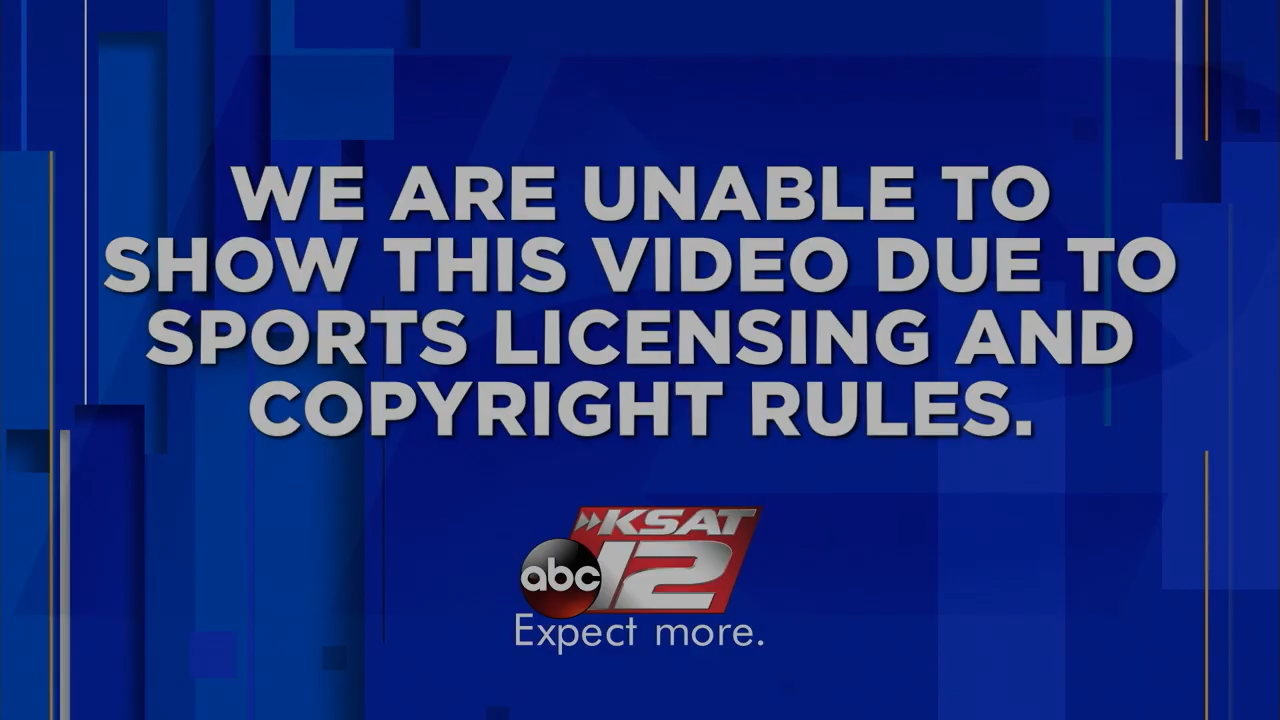 WE ARE UNABLE TO
SHOW THIS VIDEO DUE TO
SPORTS LICENSING AND
COPYRIGHT RULES.
KSAT
abc 12
Expect more.